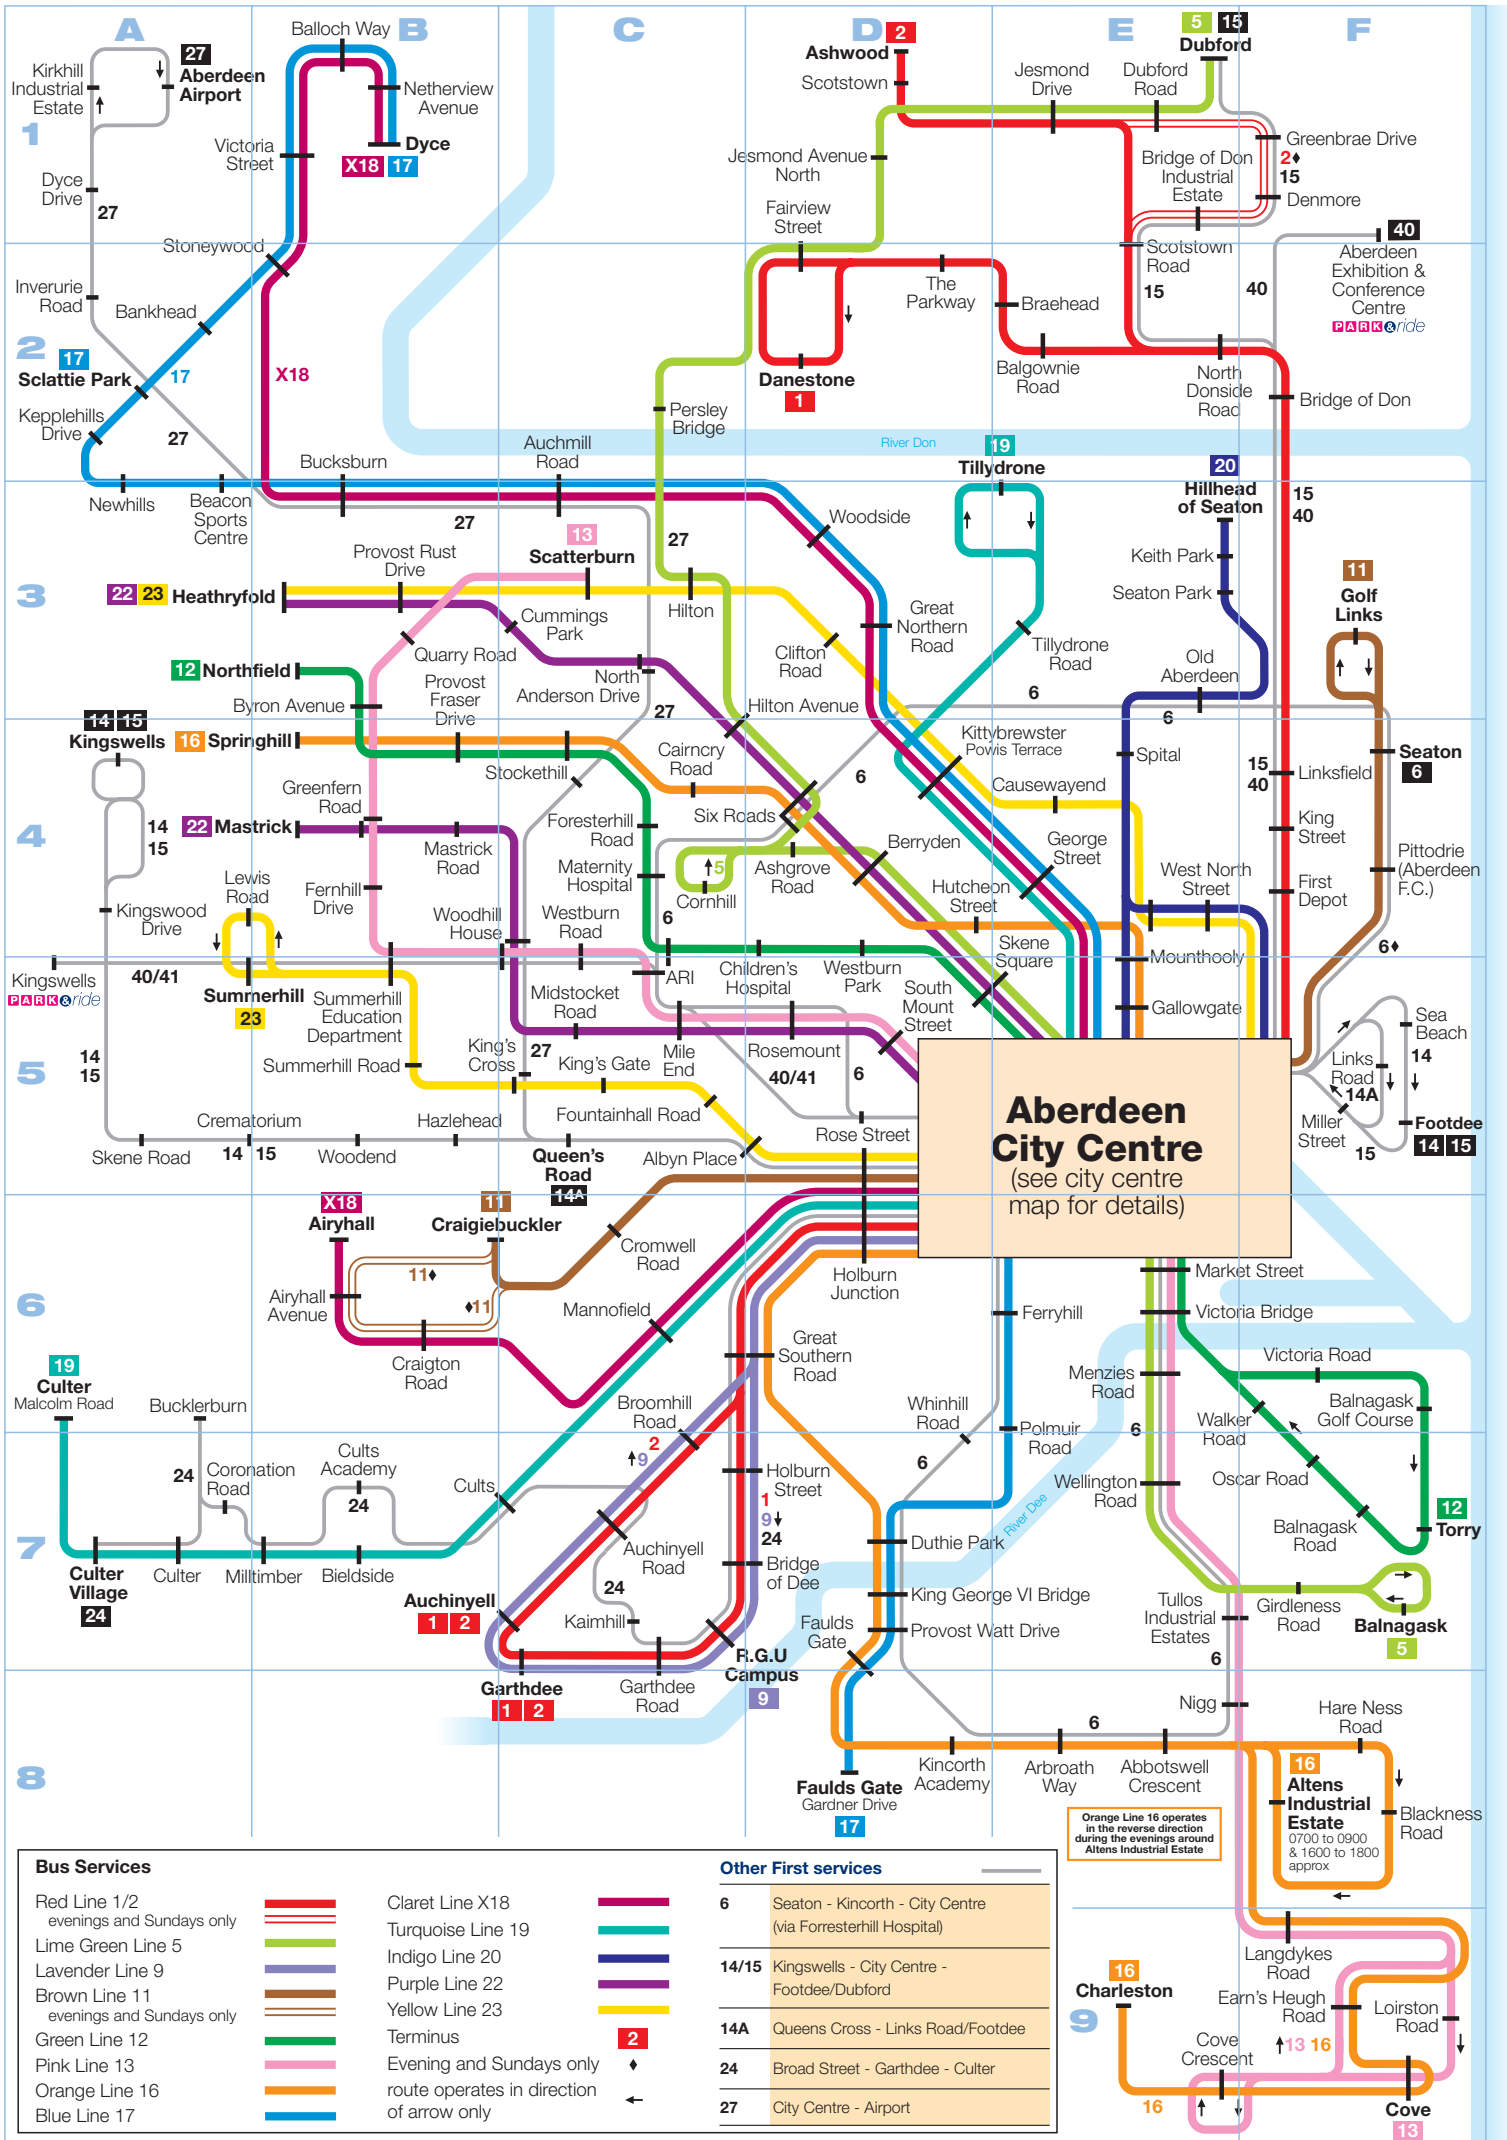 A
B
C
D
E
F
1
2
3
4
5
6
7
8
9
Kirkhill
Industrial
Estate
27
Aberdeen
Airport
Dyce
Drive
27
Inverurie
Road
Balloch Way
Netherview
Avenue
Dyce
X18 17
Victoria
Street
Stoneywood
Bankhead
17
Sclattie Park
17
Kepplehills
Drive
27
X18
Newhills
Beacon
Sports
Centre
Bucksburn
Auchmill
Road
27
2
Ashwood
Scotstown
Jesmond
Drive
5 15
Dubford
Dubford
Road
Jesmond Avenue
North
Fairview
Street
Greenbrae Drive
Bridge of Don
Industrial
Estate
2♦
15
Denmore
Scotstown
Road
15
40
40
Aberdeen
Exhibition &
Conference
Centre
PARK&ride
The
Parkway
Braehead
Balgownie
Road
North
Donside
Road
Bridge of Don
Danestone
1
Persley
Bridge
River Don
19
Tillydrone
20
Hillhead
of Seaton
15
40
Keith Park
Seaton Park
Woodside
13
Scatterburn
27
Provost Rust
Drive
22 23 Heathryfold
Cummings
Park
Hilton
Great
Northern
Road
Clifton
Road
Tillydrone
Road
11
Golf
Links
Quarry Road
North
Anderson Drive
Old
Aberdeen
6
6
12 Northfield
Byron Avenue
Provost
Fraser
Drive
27
Hilton Avenue
14 15
Kingswells
16 Springhill
Stockethill
Cairncry
Road
6
Kittybrewster
Powis Terrace
Spital
Seaton
6
Causewayend
15
40
Linksfield
Greenfern
Road
14
15
22 Mastrick
Mastrick
Road
Foresterhill
Road
Six Roads
King
Street
Berryden
George
Street
Pittodrie
(Aberdeen
F.C.)
Maternity
Hospital
5
Cornhill
Ashgrove
Road
West North
Street
First
Depot
Hutcheon
Street
Lewis
Road
Fernhill
Drive
Kingswood
Drive
Woodhill
House
Westburn
Road
6
Skene
Square
6♦
Mounthooly
Kingswells
PARK&ride
40/41
Summerhill
23
Summerhill
Education
Department
ARI
Children's
Hospital
Westburn
Park
South
Mount
Street
Gallowgate
Midstocket
Road
Sea
Beach
14
15
Summerhill Road
King's
Cross
27
King's Gate
Mile
End
Rosemount
40/41
6
Links
Road
14
14A
Miller
Street
15
Footdee
14 15
Fountainhall Road
Crematorium
Hazlehead
Rose Street
Aberdeen
City Centre
(see city centre
map for details)
Skene Road
14 15
Woodend
Queen's
Road
14A
Albyn Place
X18
Airyhall
11
Craigiebuckler
Cromwell
Road
Holburn
Junction
11♦
♦11
Airyhall
Avenue
Mannofield
Craigton
Road
Great
Southern
Road
Ferryhill
Market Street
Victoria Bridge
Menzies
Road
Victoria Road
Balnagask
Golf Course
19
Culter
Malcolm Road
Bucklerburn
Broomhill
Road
Whinhill
Road
Walker
Road
Polmuir
Road
6
2
9
Cults
Academy
24
24
Coronation
Road
Cults
Holburn
Street
1
9
24
6
Wellington
Road
Oscar Road
River Dee
Duthie Park
12
Torry
Balnagask
Road
Auchinyell
Road
Bridge
of Dee
Culter
Village
24
Culter
Milltimber
Bieldside
Auchinyell
1 2
24
Kaimhill
King George VI Bridge
Faulds
Gate
Provost Watt Drive
Tullos
Industrial
Estates
Girdleness
Road
Balnagask
5
6
R.G.U
Campus
9
Garthdee
1 2
Garthdee
Road
Nigg
Hare Ness
Road
6
Kincorth
Academy
Arbroath
Way
Abbotswell
Crescent
16
Altens
Industrial
Estate
0700 to 0900
& 1600 to 1800
approx
Blackness
Road
Faulds Gate
Gardner Drive
17
Orange Line 16 operates
in the reverse direction
during the evenings around
Altens Industrial Estate
Langdykes
Road
16
Charleston
Earn's Heugh
Road
Loirston
Road
Cove
Crescent
13 16
16
Cove
13
Bus Services
Red Line 1/2
evenings and Sundays only
Lime Green Line 5
Lavender Line 9
Brown Line 11
evenings and Sundays only
Green Line 12
Pink Line 13
Orange Line 16
Blue Line 17
Claret Line X18
Turquoise Line 19
Indigo Line 20
Purple Line 22
Yellow Line 23
Terminus 2
Evening and Sundays only ♦
route operates in direction
of arrow only ←
Other First services
6 Seaton - Kincorth - City Centre
(via Forresterhill Hospital)
14/15 Kingswells - City Centre -
Footdee/Dubford
14A Queens Cross - Links Road/Footdee
24 Broad Street - Garthdee - Culter
27 City Centre - Airport